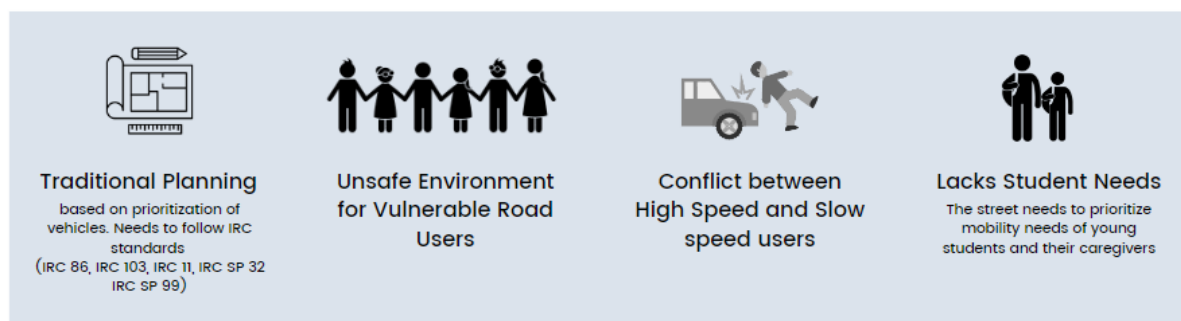 Traditional Planning
based on prioritization of
vehicles. Needs to follow IRC
standards
(IRC 86, IRC 103, IRC 11, IRC SP 32
IRC SP 99)
Unsafe Environment
for Vulnerable Road
Users
Conflict between
High Speed and Slow
speed users
Lacks Student Needs
The street needs to prioritize
mobility needs of young
students and their caregivers